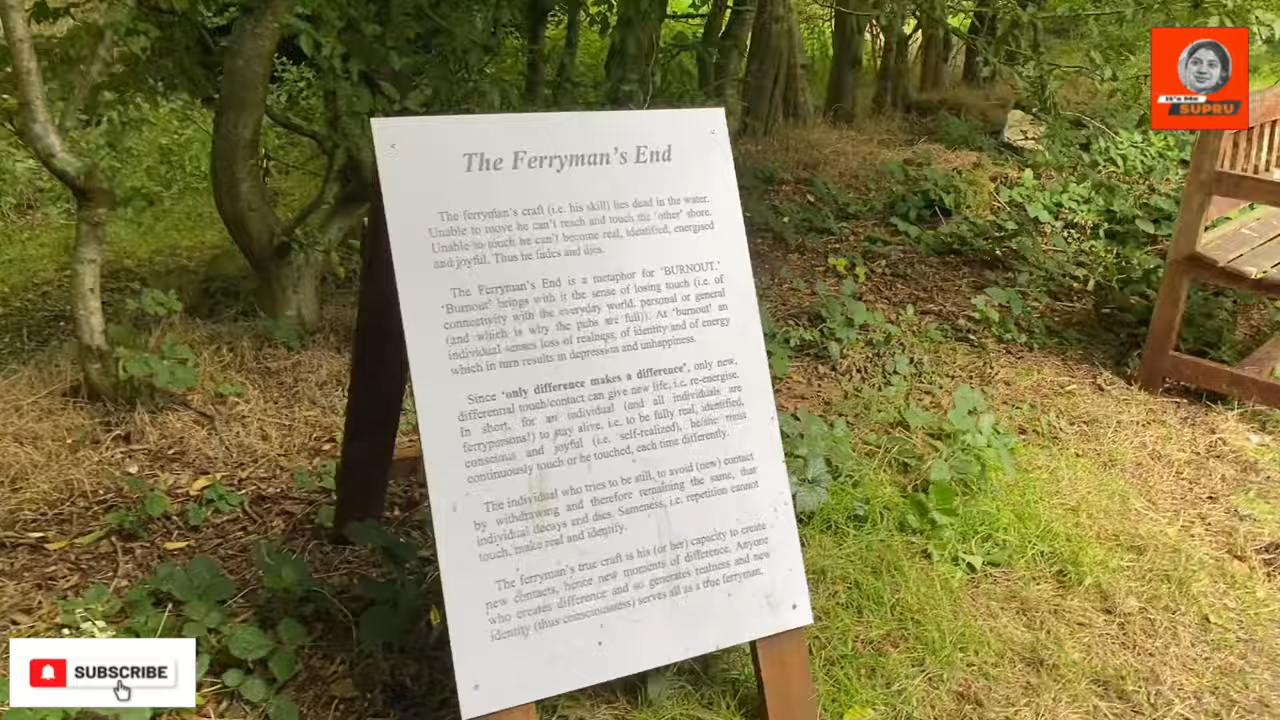 The Ferryman's End
The ferryman's craft (i.e. his skill) lies dead in the water.
Unable to move he can't reach and touch the 'other' shore.
Unable so touch he can't become real, identified, energised
and joyful. Thus he fades and dies.
The Ferryman's End is a metaphor for 'BURNOUT.'
'Burnout' brings with it the sense of losing touch (i.e. of
connectivity with the everyday world, personal or general
(and which is why the pubs are full)). At 'burnout' an
individual senses loss of realness, of identity and of energy
which in turn results in depression and unhappiness.
Since 'only difference makes a difference', only new,
differential touch/contact can give new life, i.e. re-energise.
In short, for an individual (and all individuals are
ferrypersons!) to stay alive, i.e. to be fully real, identified,
conscious and joyful (i.e. self-realized), he/she must
continuously touch or be touched, each time differently.
The individual who tries to be still, to avoid (new) contact
by withdrawing and therefore remaining the same, that
individual decays and dies. Sameness, i.e. repetition cannot
touch, make real and identify.
The ferryman's true craft is his (or her) capacity to create
new contacts, hence new moments of difference. Anyone
who creates difference and so generates realness and new
identity (thus consciousness) serves all as a true ferryman.
It's Me
SUPRU
SUBSCRIBE